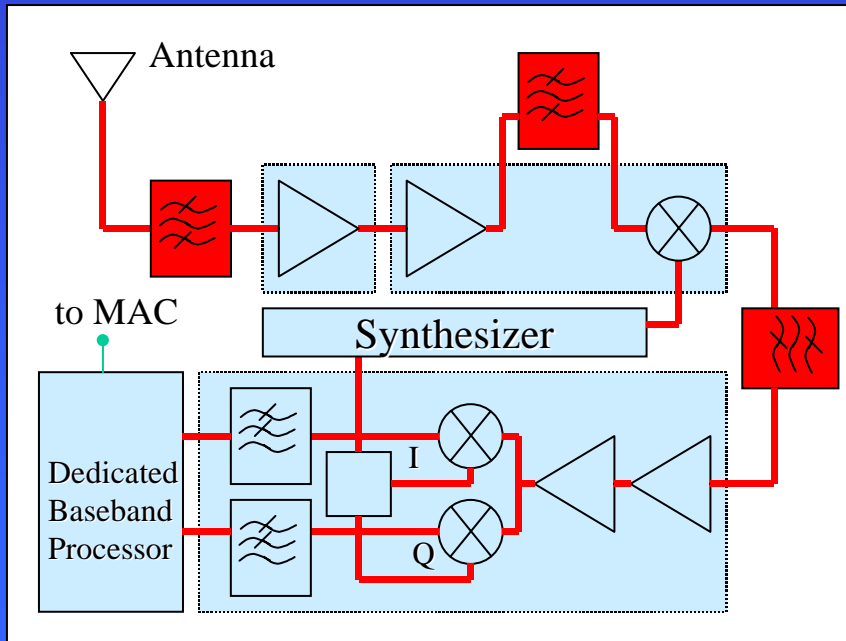 Antenna
to MAC
Synthesizer
I
Dedicated
Baseband
Processor
Q